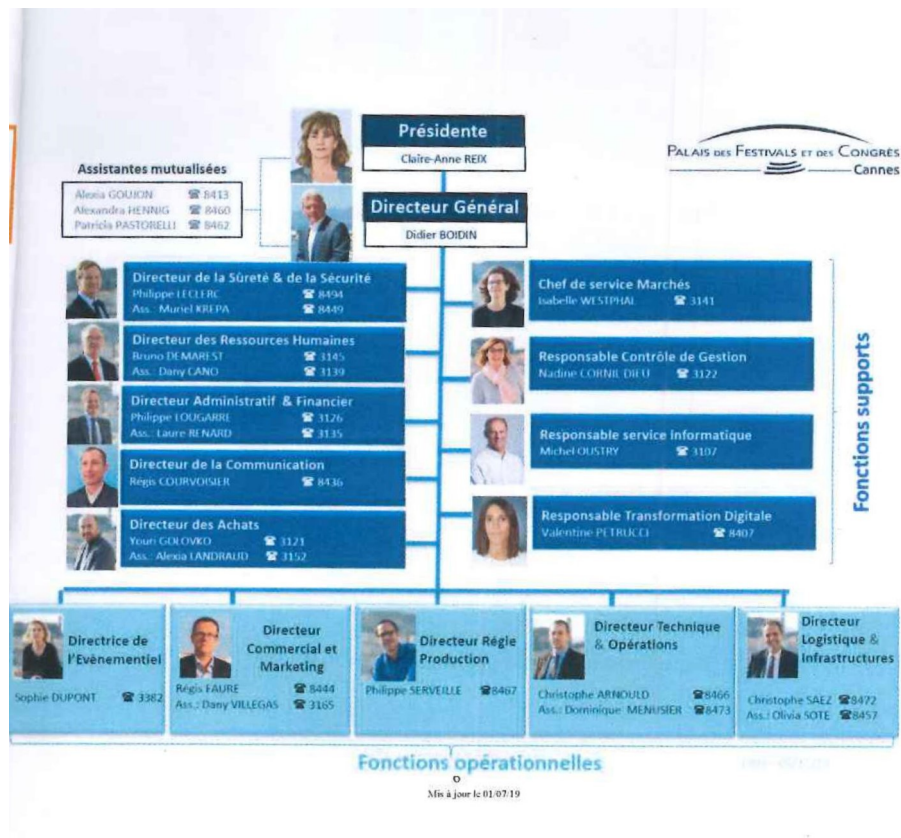 Présidente
Claire-Anne REIX
PALAIS DES FESTIVALS ET DES CONGRÈS
Cannes
Assistantes mutualisées
Alexia GOUJON ☎ 8413
Alexandra HENNIG ☎ 8460
Patricia PASTORELLI ☎ 8462
Directeur Général
Didier BOIDIN
Directeur de la Sûreté & de la Sécurité
Philippe LECLERC ☎ 8494
Ass.: Muriel KREPA ☎ 8449
Directeur des Ressources Humaines
Bruno DEMAREST ☎ 3145
Ass.: Dany CANO ☎ 3139
Directeur Administratif & Financier
Philippe LOUGARRE ☎ 3126
Ass.: Laure RENARD ☎ 3135
Directeur de la Communication
Régis COURVOISIER ☎ 8436
Directeur des Achats
Youri GOLOVKO ☎ 3121
Ass.: Alexia LANDRAUD ☎ 3152
Chef de service Marchés
Isabelle WESTPHAL ☎ 3141
Responsable Contrôle de Gestion
Nadine CORNIL DIEU ☎ 3122
Responsable service Informatique
Michel OUSTRY ☎ 3107
Responsable Transformation Digitale
Valentine PETRUCCI ☎ 8407
Fonctions supports
Directrice de
l'Evènementiel
Sophie DUPONT ☎ 3382
Directeur
Commercial et
Marketing
Régis FAURE ☎ 8444
Ass.: Dany VILLEGAS ☎ 3165
Directeur Régie
Production
Philippe SERVEILLE ☎8467
Directeur Technique
& Opérations
Christophe ARNOULD ☎8466
Ass.: Dominique MENUSIER ☎8473
Directeur
Logistique &
Infrastructures
Christophe SAEZ ☎8472
Ass.: Olivia SOTE ☎8457
Fonctions opérationnelles
Mis à jour le 01/07/19